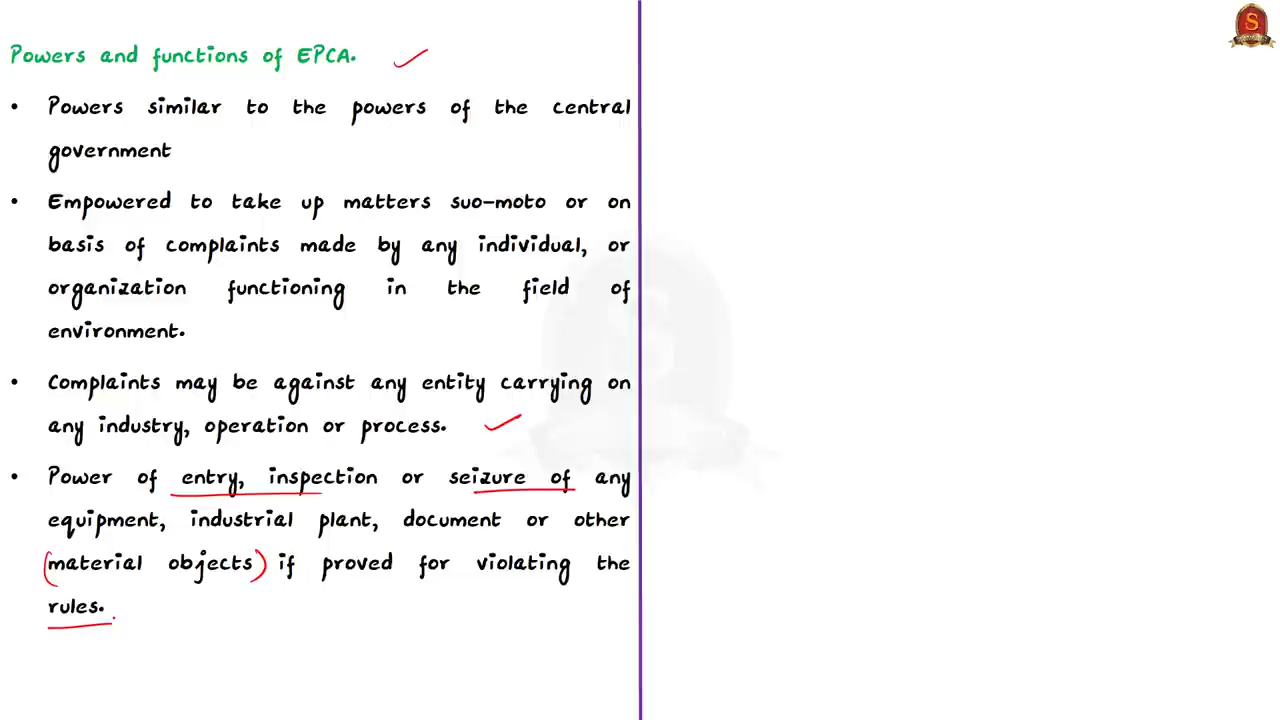 Powers and functions of EPCA.
• Powers similar to the powers of the central
government
• Empowered to take up matters suo-moto or on
basis of complaints made by any individual, or
organization functioning in the field of
environment.
• Complaints may be against any entity carrying on
any industry, operation or process.
• Power of entry, inspection or seizure of any
equipment, industrial plant, document or other
(material objects) if proved for violating the
rules.
S